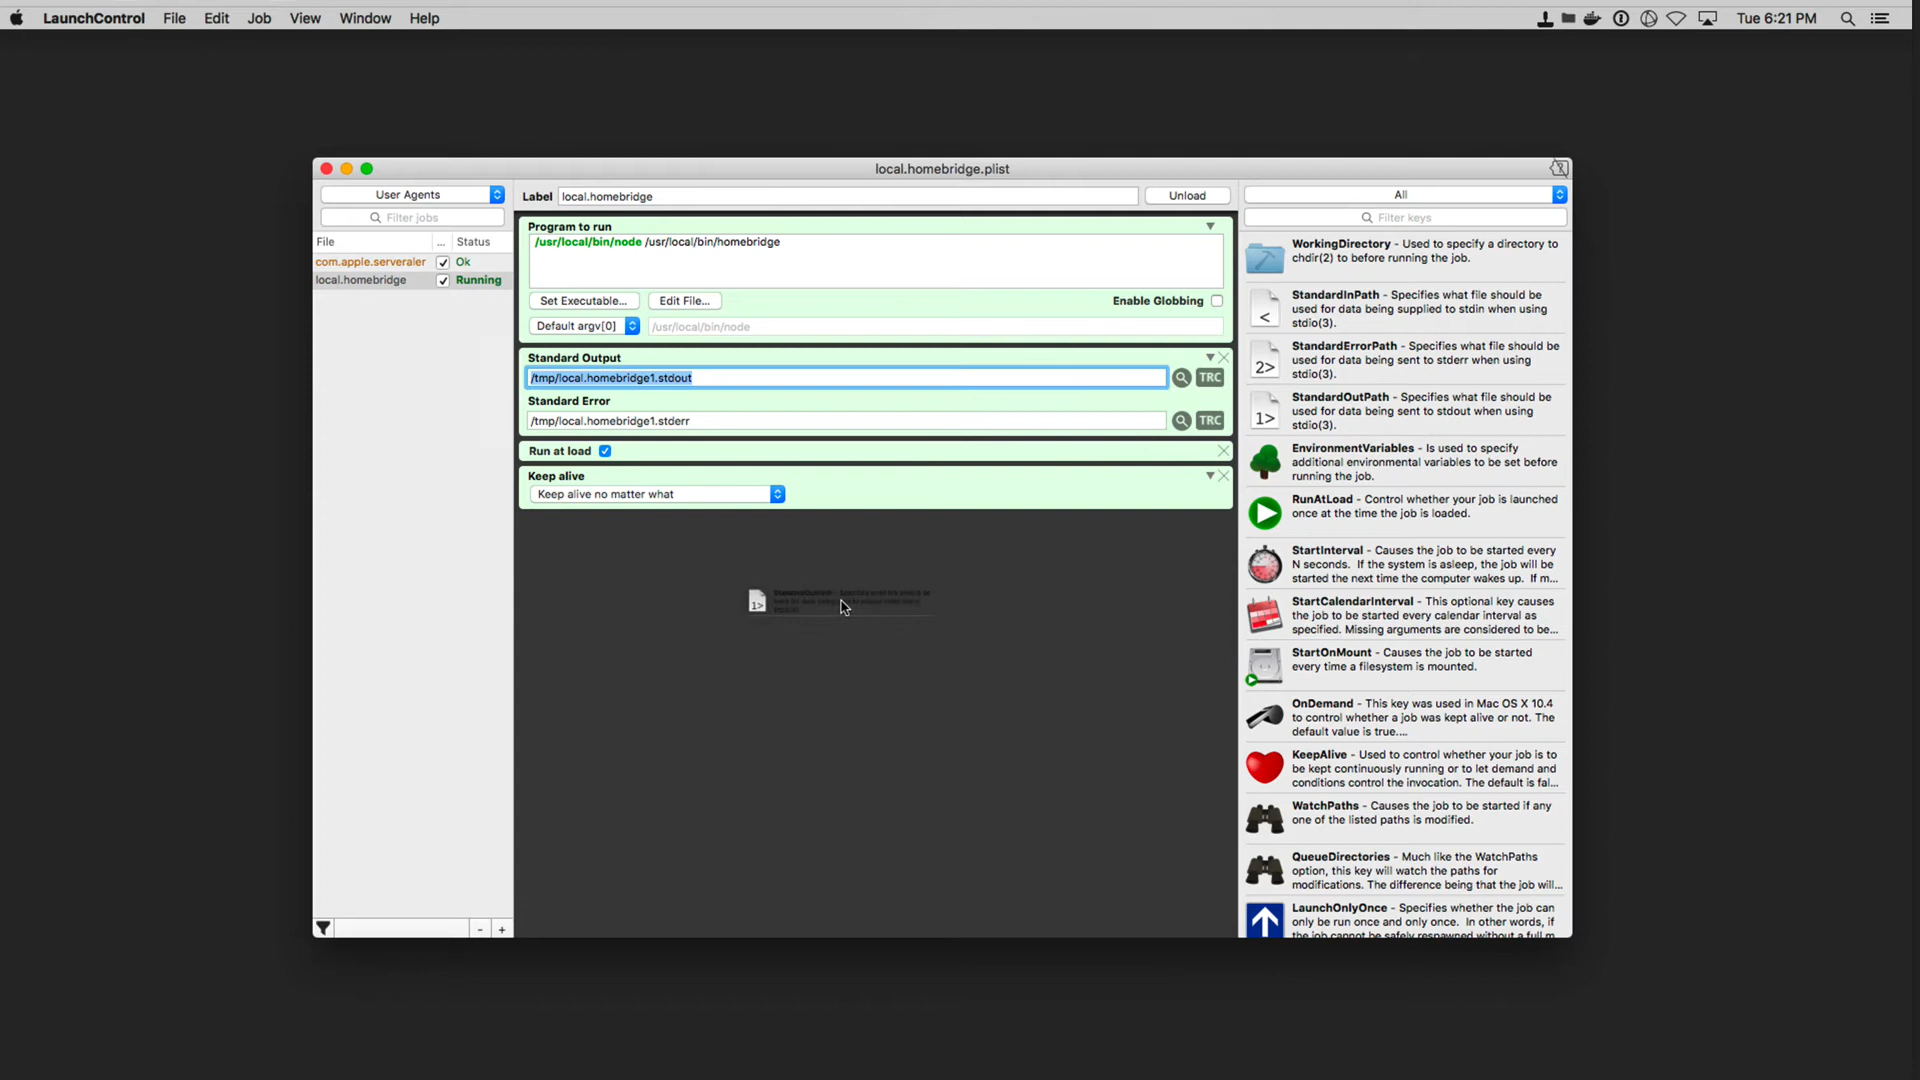 LaunchControl File Edit Job View Window Help Tue 6:21 PM
local.homebridge.plist
User Agents
Filter jobs
File ... Status
com.apple.serveraler Ok
local.homebridge Running
- +
Label local.homebridge Unload
Program to run
/usr/local/bin/node /usr/local/bin/homebridge
Set Executable... Edit File... Enable Globbing
Default argv[0] /usr/local/bin/node
Standard Output
/tmp/local.homebridge1.stdout TRC
Standard Error
/tmp/local.homebridge1.stderr TRC
Run at load
Keep alive
Keep alive no matter what
1>
All
Filter keys
WorkingDirectory - Used to specify a directory to
chdir(2) to before running the job.
<
StandardInPath - Specifies what file should be
used for data being supplied to stdin when using
stdio(3).
2>
StandardErrorPath - Specifies what file should be
used for data being sent to stderr when using
stdio(3).
1>
StandardOutPath - Specifies what file should be
used for data being sent to stdout when using
stdio(3).
EnvironmentVariables - Is used to specify
additional environmental variables to be set before
running the job.
RunAtLoad - Control whether your job is launched
once at the time the job is loaded.
StartInterval - Causes the job to be started every
N seconds. If the system is asleep, the job will be
started the next time the computer wakes up. If m...
StartCalendarInterval - This optional key causes
the job to be started every calendar interval as
specified. Missing arguments are considered to be...
StartOnMount - Causes the job to be started
every time a filesystem is mounted.
OnDemand - This key was used in Mac OS X 10.4
to control whether a job was kept alive or not. The
default value is true....
KeepAlive - Used to control whether your job is to
be kept continuously running or to let demand and
conditions control the invocation. The default is fal...
WatchPaths - Causes the job to be started if any
one of the listed paths is modified.
QueueDirectories - Much like the WatchPaths
option, this key will watch the paths for
modifications. The difference being that the job will...
LaunchOnlyOnce - Specifies whether the job can
only be run once and only once. In other words, if
the job cannot be safely respawned without a full m